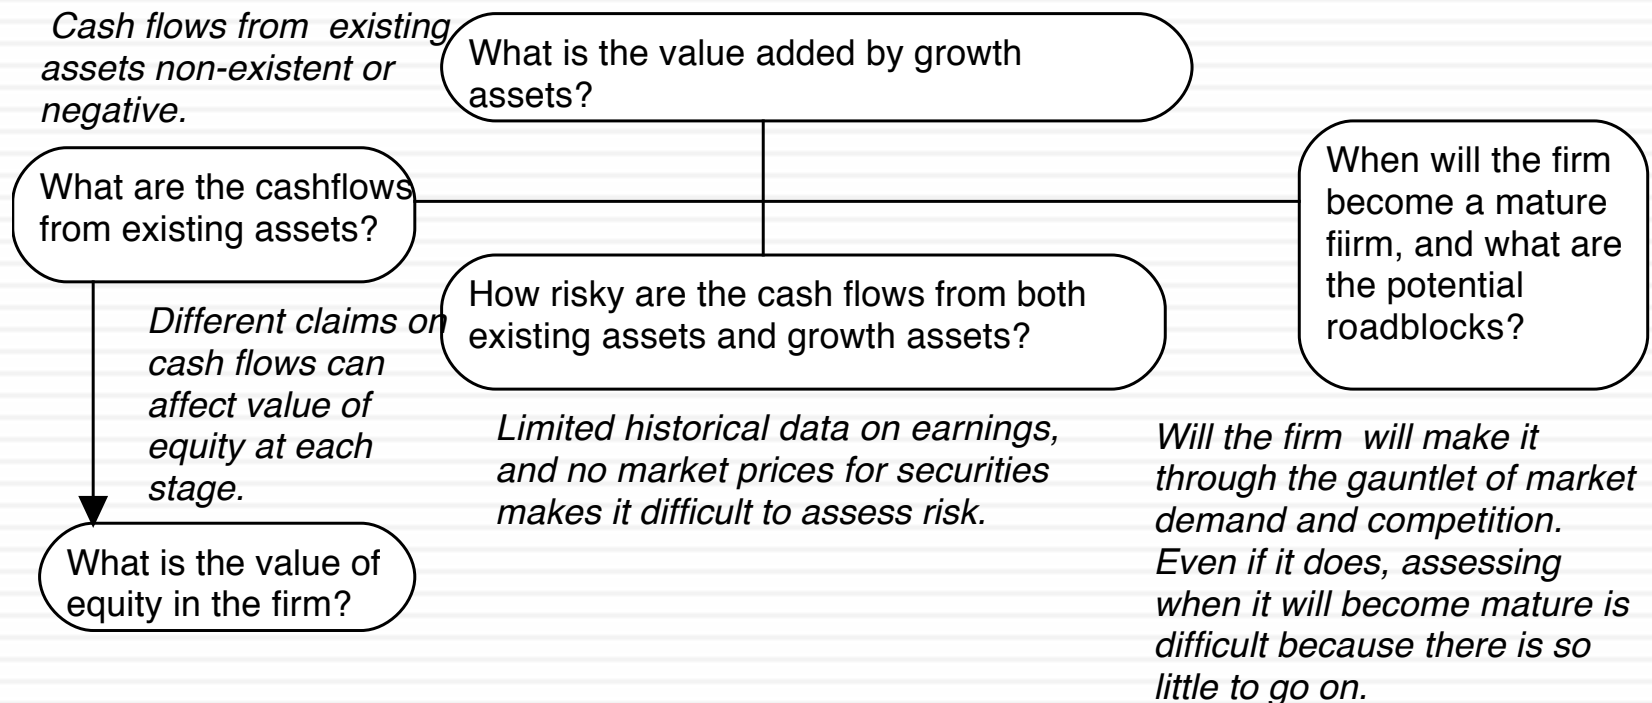 Cash flows from  existing
assets non-existent or
negative.
What is the value added by growth
assets?
What are the cashflows
from existing assets?
When will the firm
become a mature
fiirm, and what are
the potential
roadblocks?
How risky are the cash flows from both
existing assets and growth assets?
Different claims on
cash flows can
affect value of
equity at each
stage.
Limited historical data on earnings,
and no market prices for securities
makes it difficult to assess risk.
Will the firm  will make it
through the gauntlet of market
demand and competition.
Even if it does, assessing
when it will become mature is
difficult because there is so
little to go on.
What is the value of
equity in the firm?